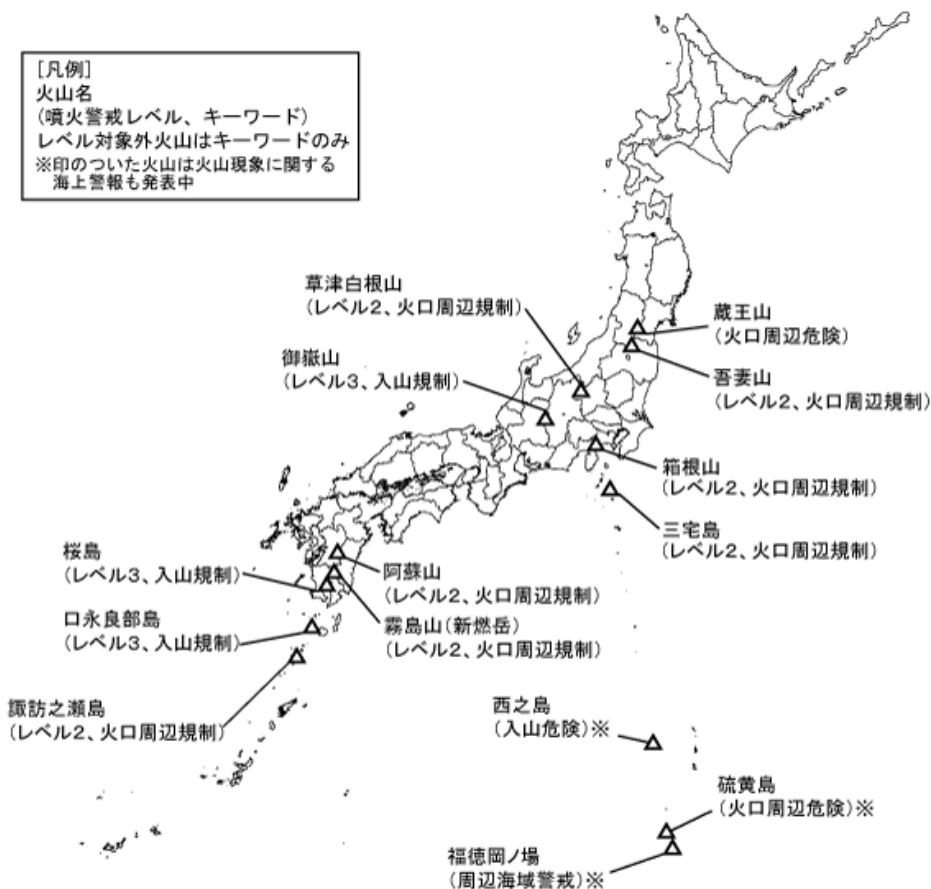 [凡例]
火山名
(噴火警戒レベル、キーワード)
レベル対象外火山はキーワードのみ
※印のついた火山は火山現象に関する
海上警報も発表中
草津白根山
(レベル2、火口周辺規制)
蔵王山
(火口周辺危険)
御嶽山
(レベル3、入山規制)
吾妻山
(レベル2、火口周辺規制)
箱根山
(レベル2、火口周辺規制)
三宅島
(レベル2、火口周辺規制)
桜島
(レベル3、入山規制)
阿蘇山
(レベル2、火口周辺規制)
口永良部島
(レベル3、入山規制)
霧島山(新燃岳)
(レベル2、火口周辺規制)
諏訪之瀬島
(レベル2、火口周辺規制)
西之島
(入山危険)※
硫黄島
(火口周辺危険)※
福徳岡ノ場
(周辺海域警戒)※